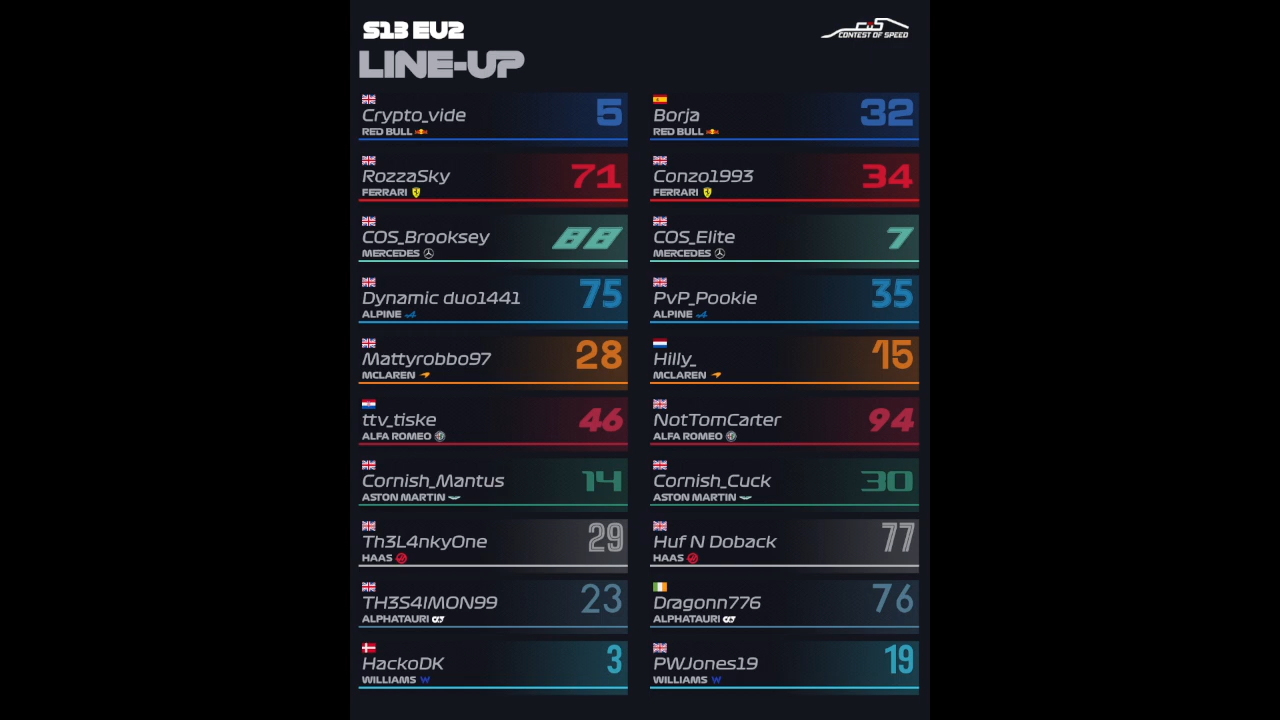 S13 EU2
COS
CONTEST OF SPEED
LINE-UP
Crypto_vide 5
RED BULL
Borja 32
RED BULL
RozzaSky 71
FERRARI
Conzo1993 34
FERRARI
COS_Brooksey 88
MERCEDES
COS_Elite 7
MERCEDES
Dynamic duo1441 75
ALPINE
PvP_Pookie 35
ALPINE
Mattyrobbo97 28
MCLAREN
Hilly_ 15
MCLAREN
ttv_tiske 46
ALFA ROMEO
NotTomCarter 94
ALFA ROMEO
Cornish_Mantus 14
ASTON MARTIN
Cornish_Cuck 30
ASTON MARTIN
Th3L4nkyOne 29
HAAS
Huf N Doback 77
HAAS
TH3S4IMON99 23
ALPHATAURI
Dragonn776 76
ALPHATAURI
HackoDK 3
WILLIAMS
PWJones19 19
WILLIAMS